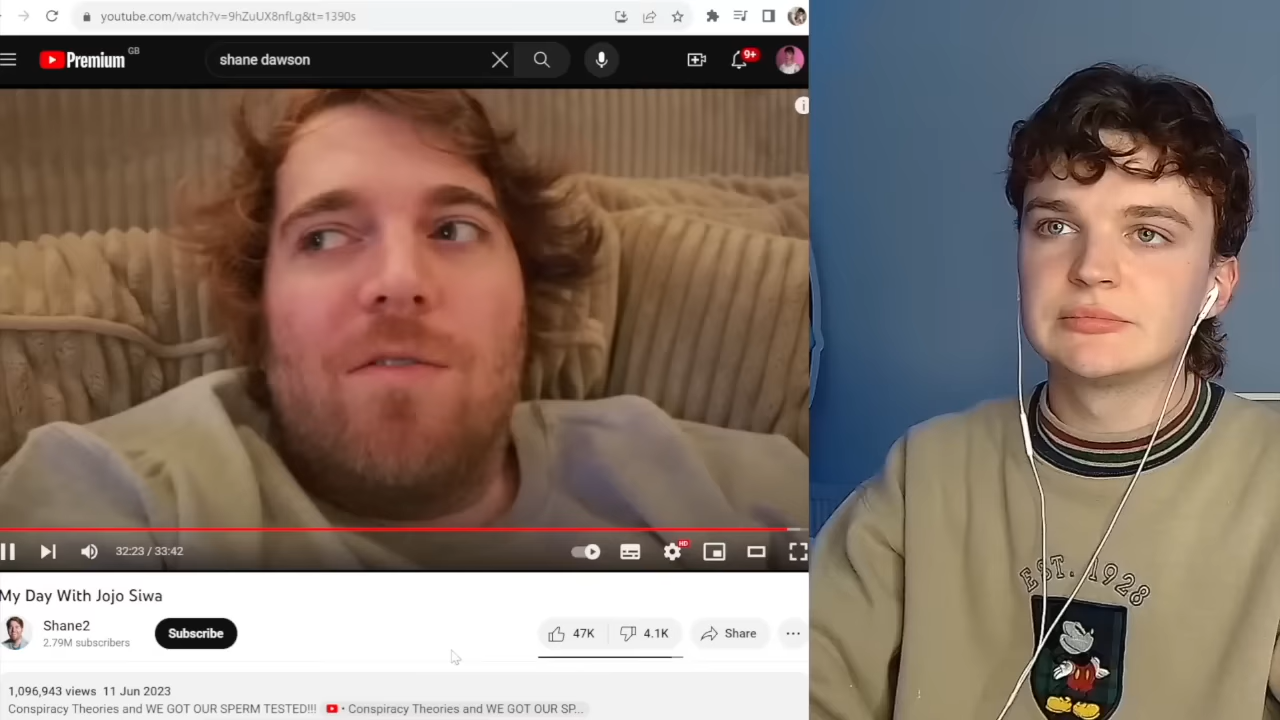 youtube.com/watch?v=9hZuUX8nfLg&t=1390s
Premium GB
shane dawson
9+
HD
32:23 / 33:42
My Day With Jojo Siwa
Shane2
2.79M subscribers
Subscribe
47K
4.1K
Share
1,096,943 views 11 Jun 2023
Conspiracy Theories and WE GOT OUR SPERM TESTED!!! • Conspiracy Theories and WE GOT OUR SP...
EST. 1928